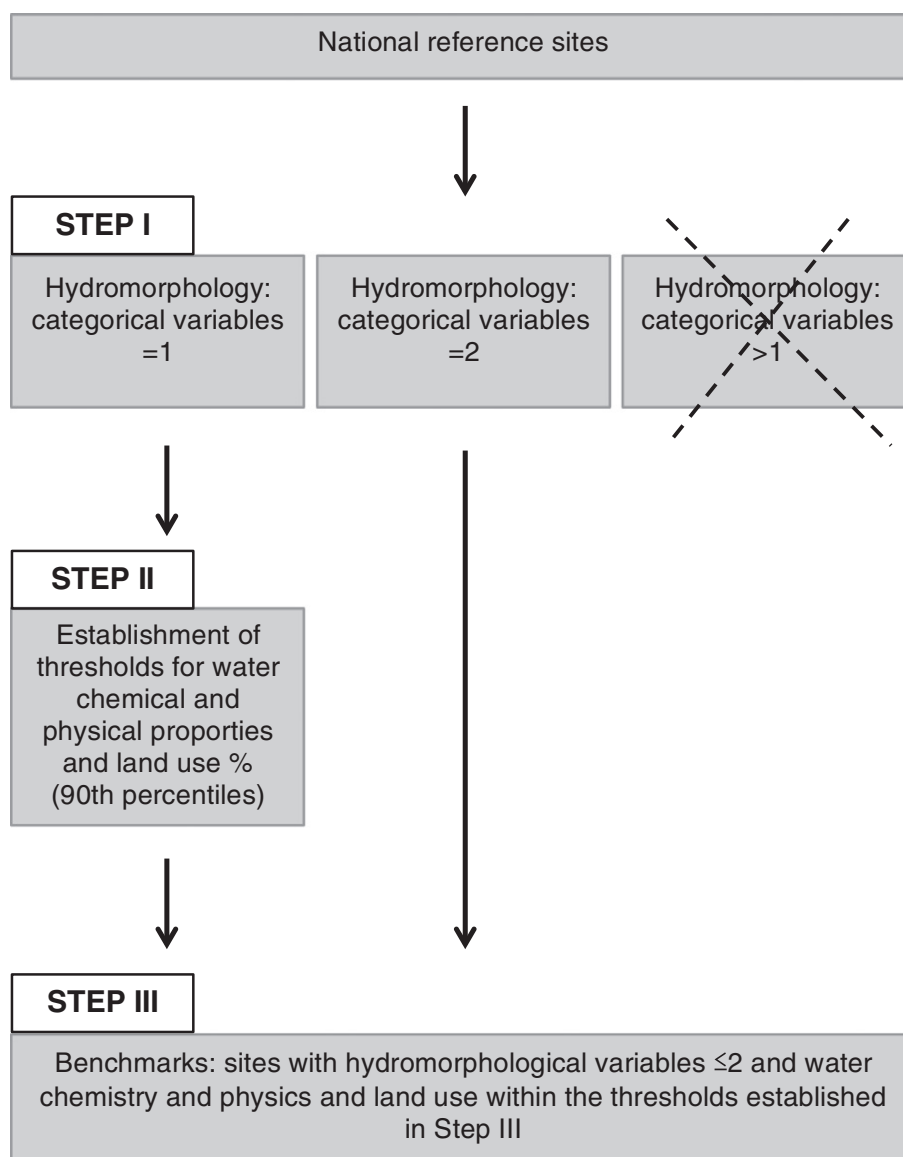 National reference sites
STEP I
Hydromorphology:
categorical variables
=1
Hydromorphology:
categorical variables
=2
Hydromorphology:
categorical variables
>1
STEP II
Establishment of
thresholds for water
chemical and
physical proporties
and land use %
(90th percentiles)
STEP III
Benchmarks: sites with hydromorphological variables ≤2 and water
chemistry and physics and land use within the thresholds established
in Step III